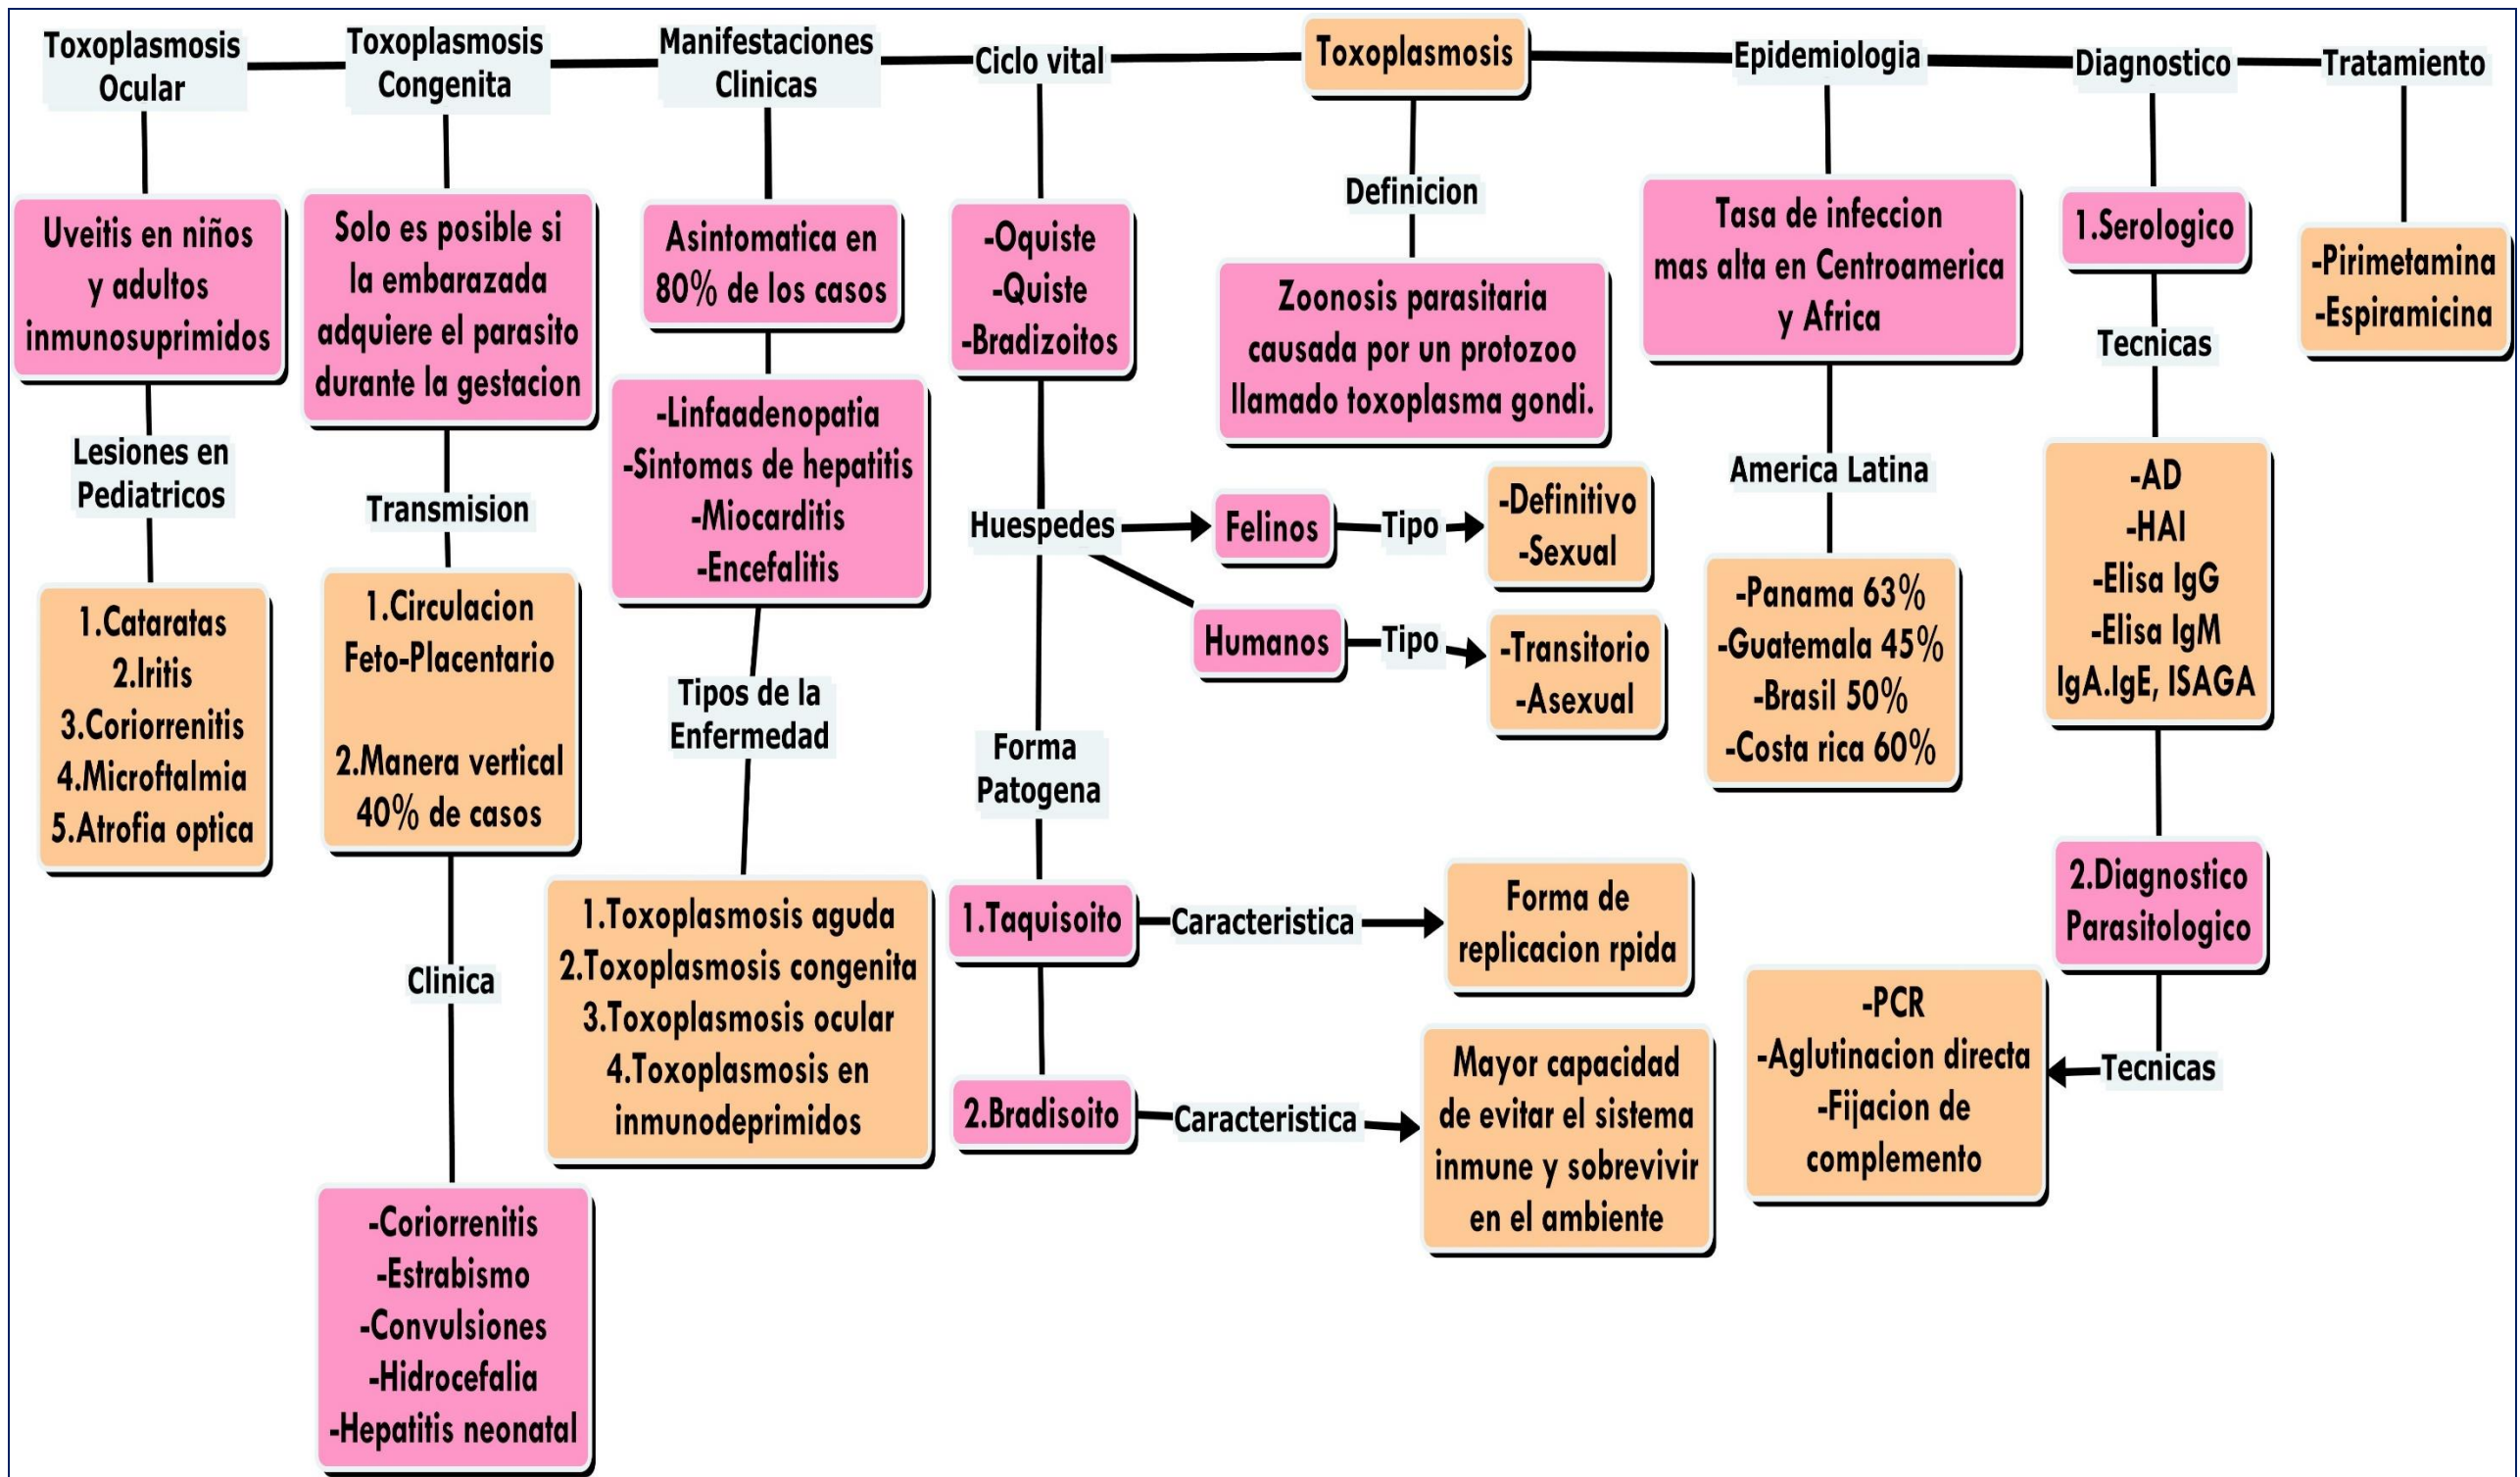 Toxoplasmosis
Toxoplasmosis
Ocular
Uveitis en niños
y adultos
inmunosuprimidos
Lesiones en
Pediatricos
1.Cataratas
2.Iritis
3.Coriorrenitis
4.Microftalmia
5.Atrofia optica
Toxoplasmosis
Congenita
Solo es posible si
la embarazada
adquiere el parasito
durante la gestacion
Transmision
1.Circulacion
Feto-Placentario
2.Manera vertical
40% de casos
Clinica
-Coriorrenitis
-Estrabismo
-Convulsiones
-Hidrocefalia
-Hepatitis neonatal
Manifestaciones
Clinicas
Asintomatica en
80% de los casos
-Linfaadenopatia
-Sintomas de hepatitis
-Miocarditis
-Encefalitis
Tipos de la
Enfermedad
1.Toxoplasmosis aguda
2.Toxoplasmosis congenita
3.Toxoplasmosis ocular
4.Toxoplasmosis en
inmunodeprimidos
Ciclo vital
-Oquiste
-Quiste
-Bradizoitos
Huespedes
Felinos
Tipo
-Definitivo
-Sexual
Humanos
Tipo
-Transitorio
-Asexual
Forma
Patogena
1.Taquisoito
Caracteristica
Forma de
replicacion rpida
2.Bradisoito
Caracteristica
Mayor capacidad
de evitar el sistema
inmune y sobrevivir
en el ambiente
Definicion
Zoonosis parasitaria
causada por un protozoo
llamado toxoplasma gondi.
Epidemiologia
Tasa de infeccion
mas alta en Centroamerica
y Africa
America Latina
-Panama 63%
-Guatemala 45%
-Brasil 50%
-Costa rica 60%
Diagnostico
1.Serologico
Tecnicas
-AD
-HAI
-Elisa IgG
-Elisa IgM
IgA.IgE, ISAGA
2.Diagnostico
Parasitologico
Tecnicas
-PCR
-Aglutinacion directa
-Fijacion de
complemento
Tratamiento
-Pirimetamina
-Espiramicina